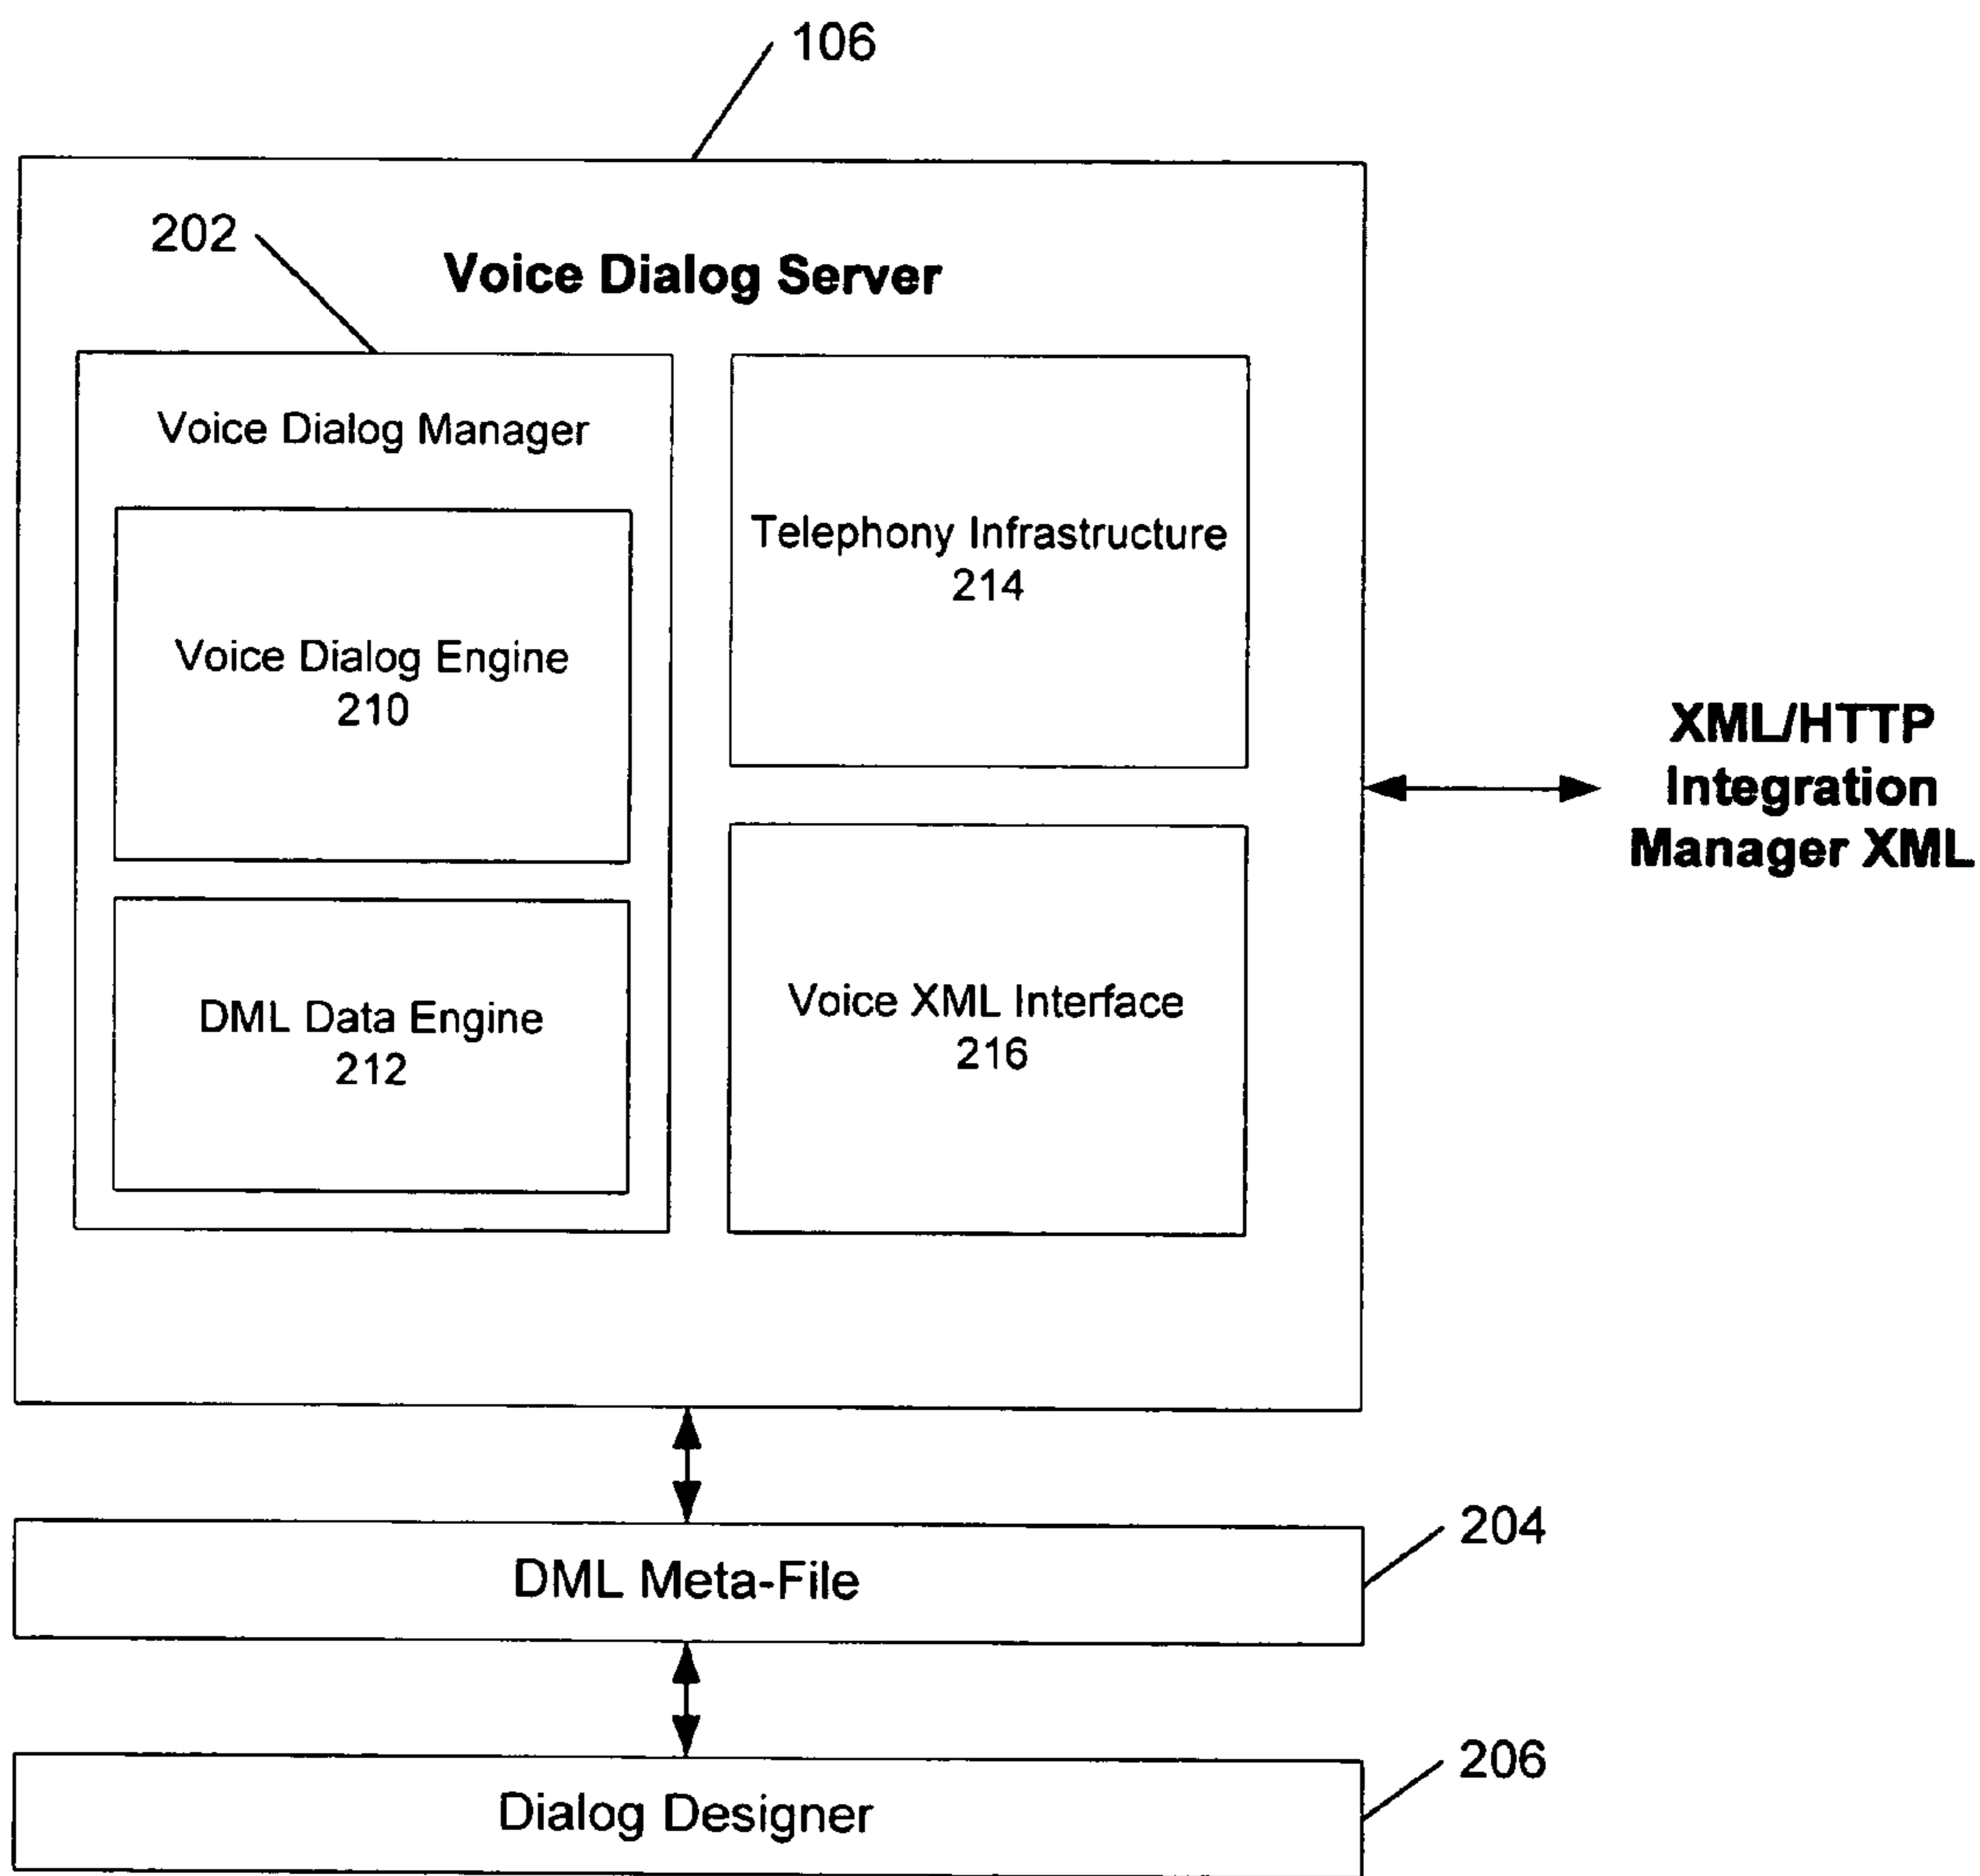 106
202
Voice Dialog Server
Voice Dialog Manager
Voice Dialog Engine
210
DML Data Engine
212
Telephony Infrastructure
214
Voice XML Interface
216
XML/HTTP
Integration
Manager XML
204
DML Meta-File
206
Dialog Designer